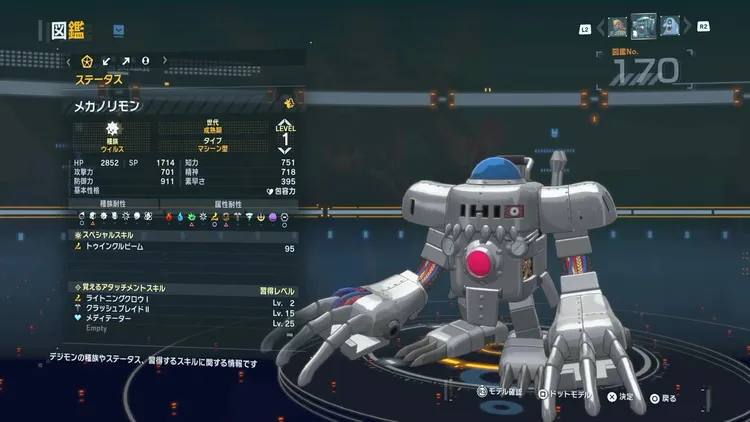 図鑑
L2
R2
図鑑No.
170
ステータス
メカノリモン
種族
ウイルス
世代
成熟期
タイプ
マシーン型
LEVEL
1
HP 2852 SP 1714 知力 751
攻撃力 701 精神 718
防御力 911 素早さ 395
基本性格 包容力
種族耐性 属性耐性
スペシャルスキル
トゥインクルビーム 95
覚えるアタッチメントスキル 習得レベル
ライトニングクロウ I Lv. 2
クラッシュブレイド II Lv. 15
メディテーター Lv. 25
Empty
デジモンの種族やステータス、習得するスキルに関する情報です
モデル確認 ドットモデル 決定 戻る